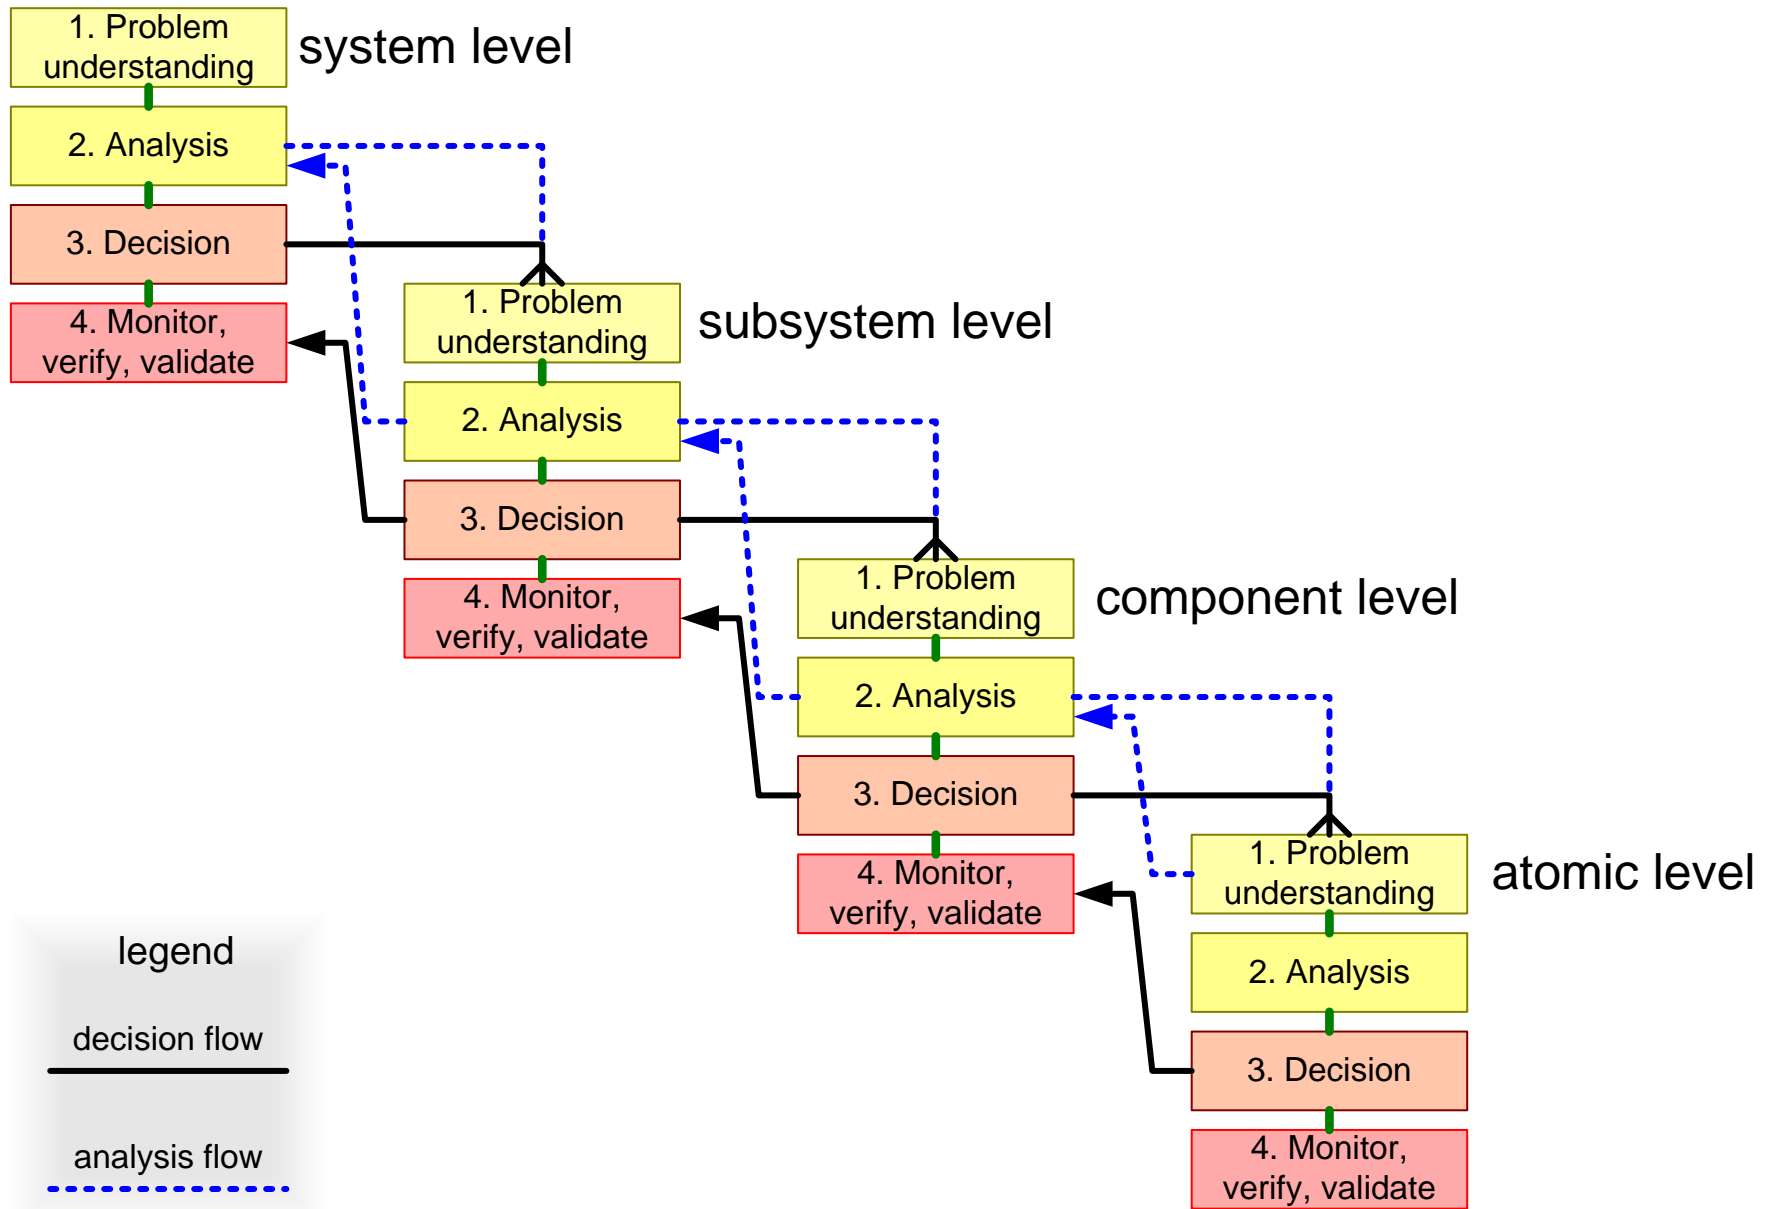 1. Problem
understanding
system level
2. Analysis
3. Decision
4. Monitor,
verify, validate
1. Problem
understanding
subsystem level
2. Analysis
3. Decision
4. Monitor,
verify, validate
1. Problem
understanding
component level
2. Analysis
3. Decision
4. Monitor,
verify, validate
1. Problem
understanding
atomic level
2. Analysis
3. Decision
4. Monitor,
verify, validate
legend
decision flow
analysis flow